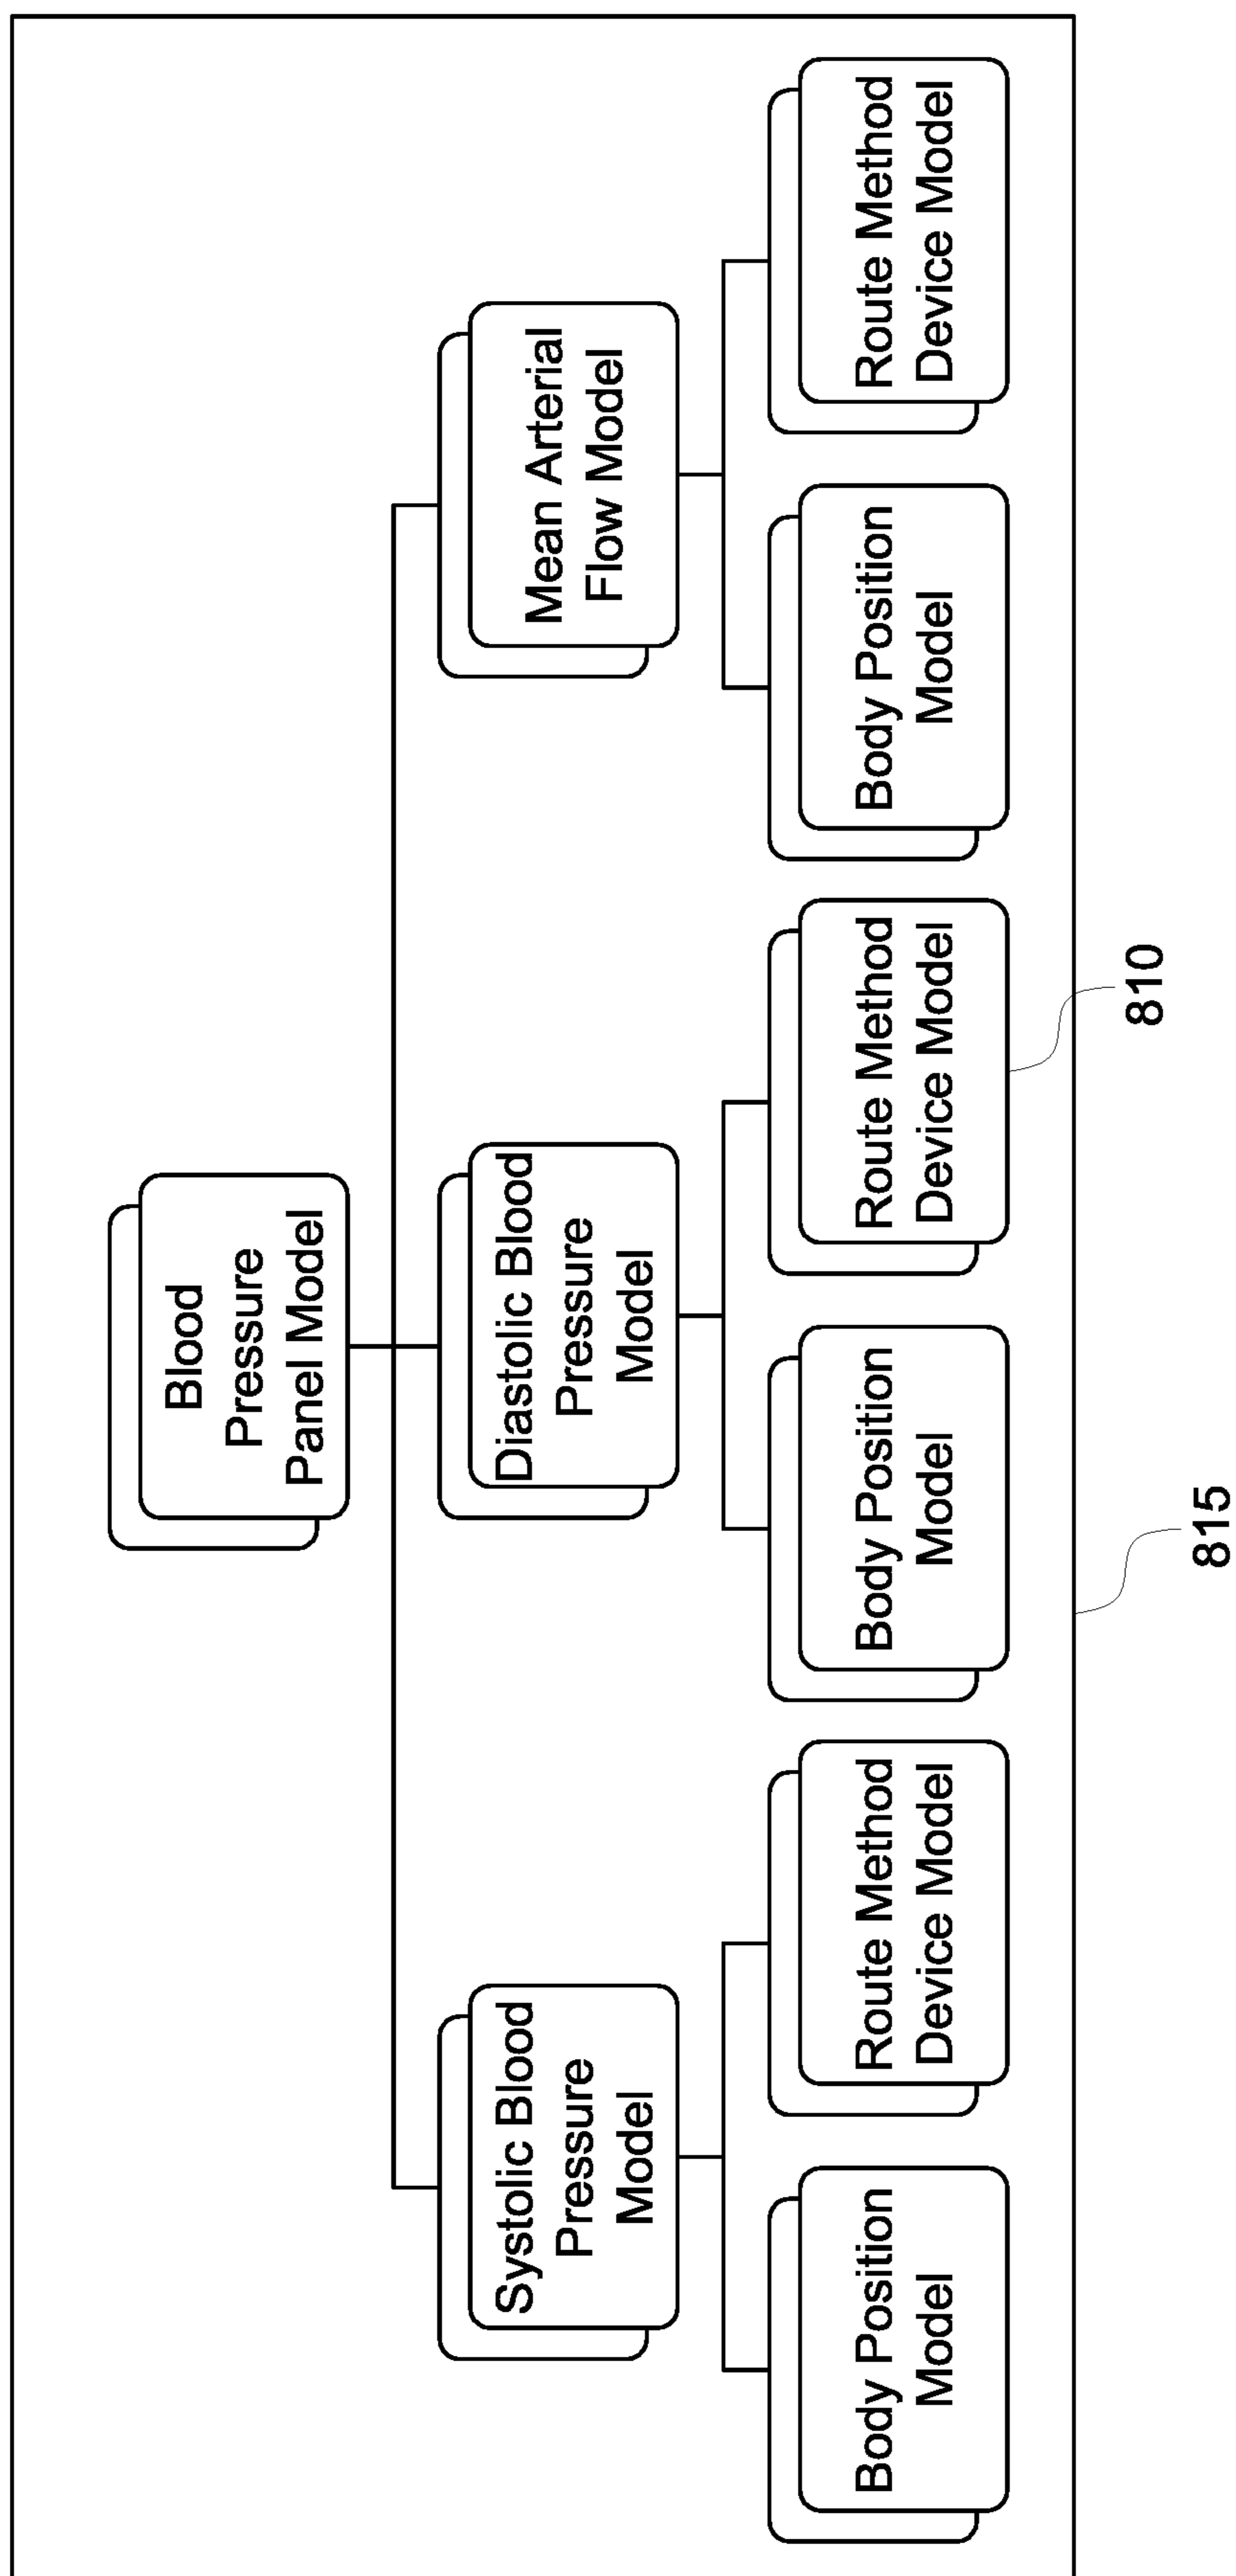 Blood
Pressure
Panel Model
Systolic Blood
Pressure
Model
Diastolic Blood
Pressure
Model
Mean Arterial
Flow Model
Body Position
Model
Route Method
Device Model
Body Position
Model
Route Method
Device Model
Body Position
Model
Route Method
Device Model
810
815